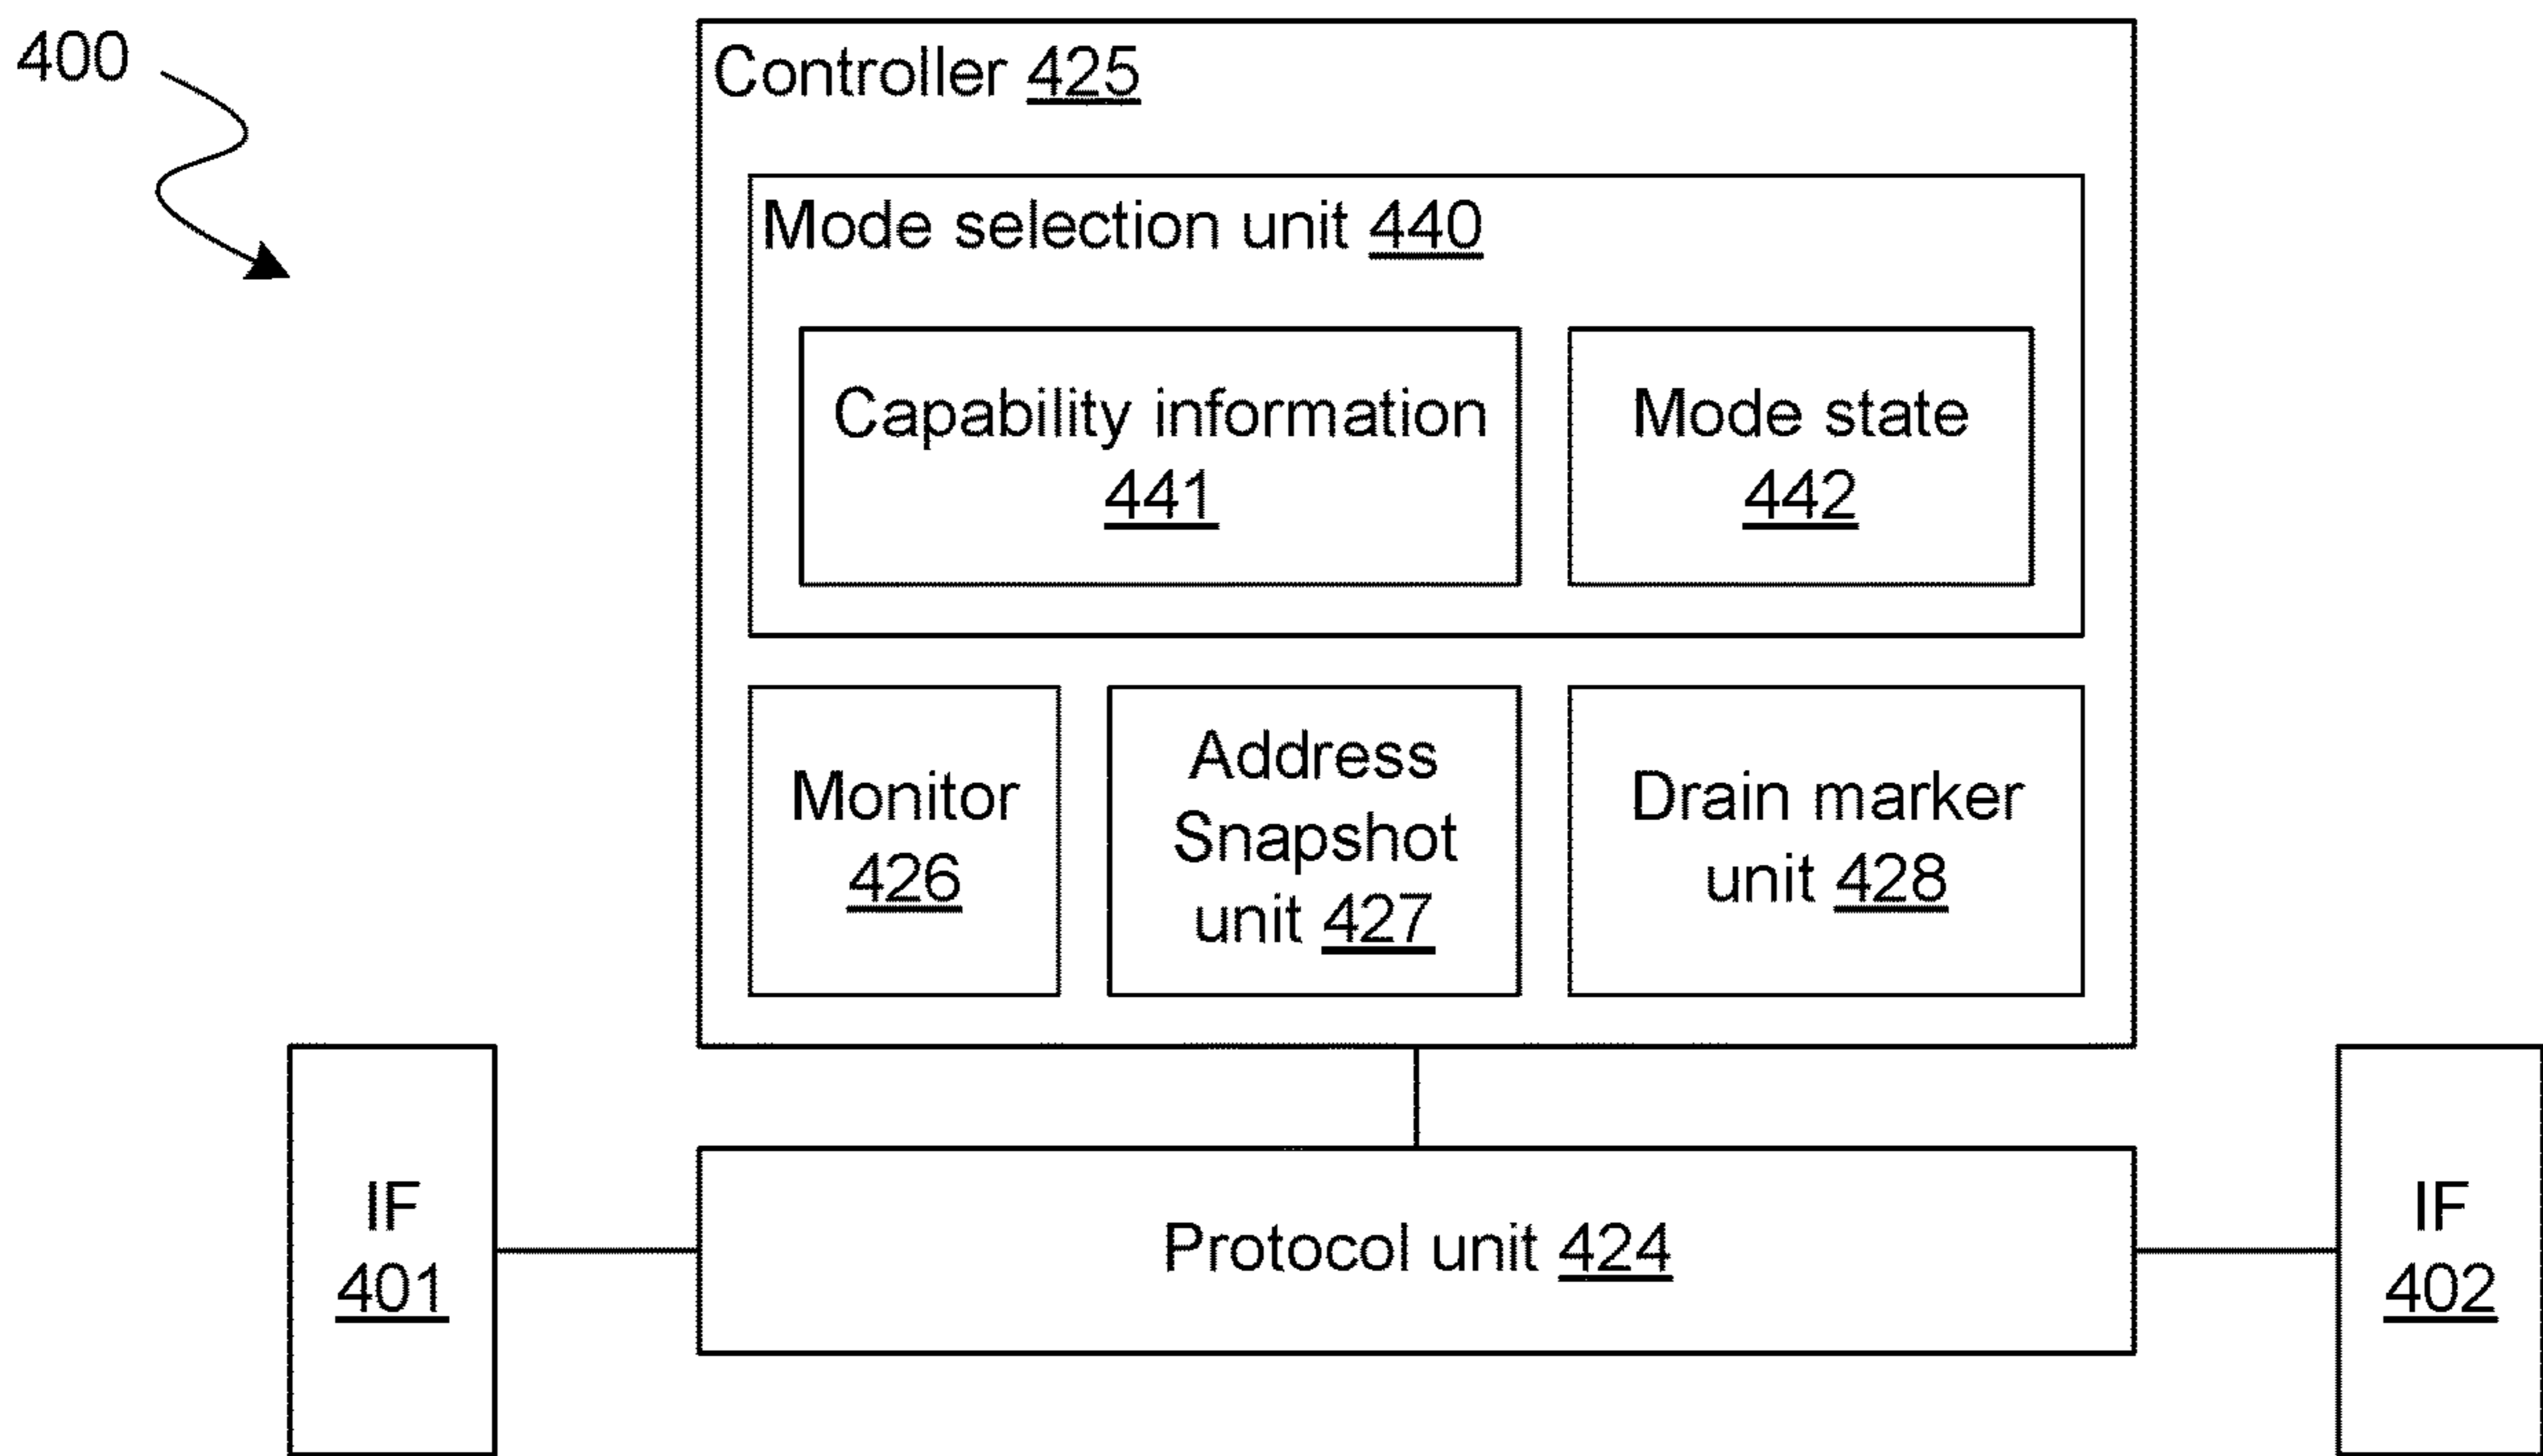 400
Controller 425
Mode selection unit 440
Capability information
441
Mode state
442
Monitor
426
Address
Snapshot
unit 427
Drain marker
unit 428
IF
401
Protocol unit 424
IF
402